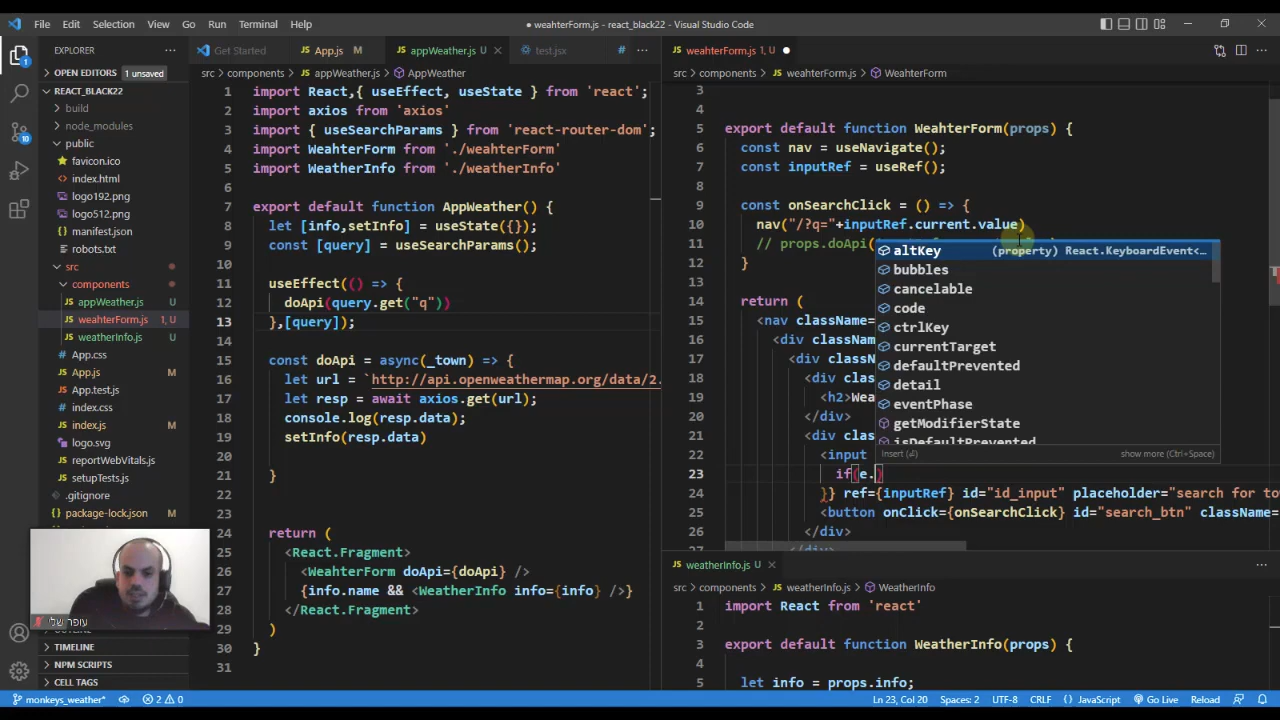 File Edit Selection View Go Run Terminal Help
● weahterForm.js - react_black22 - Visual Studio Code
EXPLORER
OPEN EDITORS 1 unsaved
REACT_BLACK22
build
node_modules
public
favicon.ico
index.html
logo192.png
logo512.png
manifest.json
robots.txt
src
components
appWeather.js U
weahterForm.js 1, U
weatherInfo.js U
App.css
App.js M
App.test.js
index.css
index.js M
logo.svg
reportWebVitals.js
setupTests.js
.gitignore
package-lock.json M
TIMELINE
NPM SCRIPTS
CALL TAGS
עופר שלי
Get Started
App.js M
appWeather.js U
test.jsx
src > components > appWeather.js > AppWeather
1 import React,{ useEffect, useState } from 'react';
2 import axios from 'axios'
3 import { useSearchParams } from 'react-router-dom';
4 import WeahterForm from './weahterForm'
5 import WeatherInfo from './weatherInfo'
6
7 export default function AppWeather() {
8 let [info,setInfo] = useState({});
9 const [query] = useSearchParams();
10
11 useEffect(() => {
12 doApi(query.get("q"))
13 },[query]);
14
15 const doApi = async(_town) => {
16 let url = `http://api.openweathermap.org/data/2.
17 let resp = await axios.get(url);
18 console.log(resp.data);
19 setInfo(resp.data)
20
21 }
22
23
24 return (
25 <React.Fragment>
26 <WeahterForm doApi={doApi} />
27 {info.name && <WeatherInfo info={info} />}
28 </React.Fragment>
29 )
30 }
31
weahterForm.js 1, U ●
src > components > weahterForm.js > WeahterForm
3
4
5 export default function WeahterForm(props) {
6 const nav = useNavigate();
7 const inputRef = useRef();
8
9 const onSearchClick = () => {
10 nav("/?q="+inputRef.current.value)
11 // props.doApi(
12 }
13
14 return (
15 <nav className=
16 <div classNam
17 <div classN
18 <div clas
19 <h2>Wea
20 </div>
21 <div clas
22 <input
23 if(e.)
24 }} ref={inputRef} id="id_input" placeholder="search for to
25 <button onClick={onSearchClick} id="search_btn" className=
26 </div>
27 </div>
altKey (property) React.KeyboardEvent<…
bubbles
cancelable
code
ctrlKey
currentTarget
defaultPrevented
detail
eventPhase
getModifierState
isDefaultPrevented
Insert (⏎) show more (Ctrl+Space)
weatherInfo.js U
src > components > weatherInfo.js > WeatherInfo
1 import React from 'react'
2
3 export default function WeatherInfo(props) {
4
5 let info = props.info;
monkeys_weather* 2 0
Ln 23, Col 20 Spaces: 2 UTF-8 CRLF {} JavaScript Go Live Reload